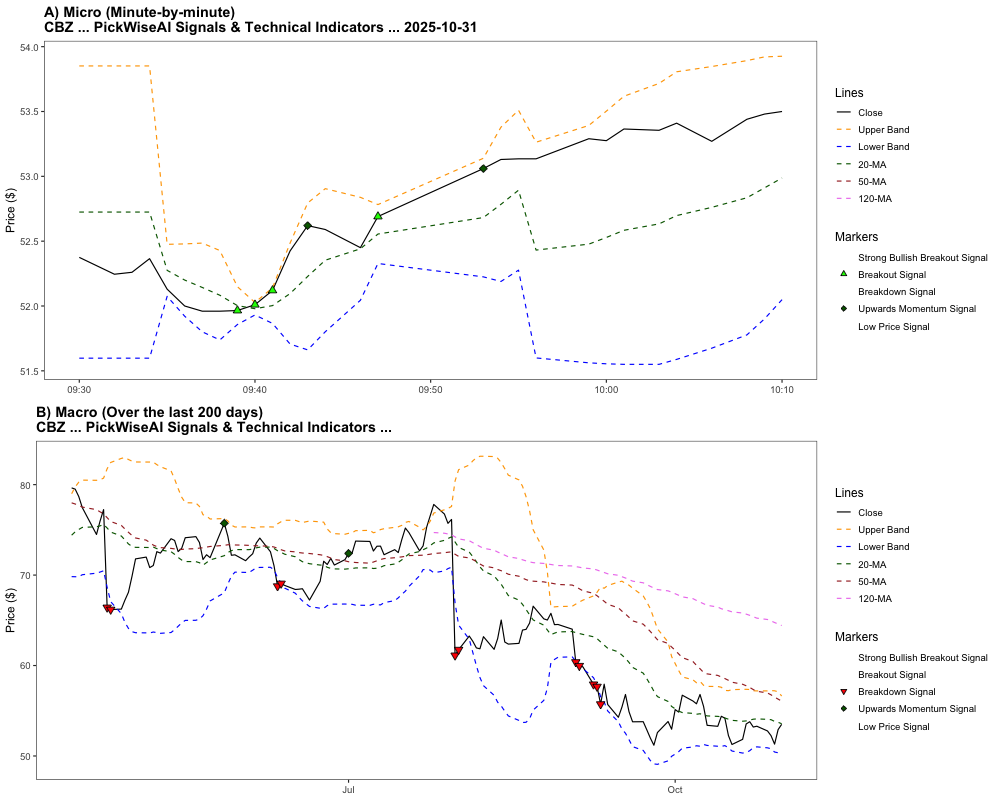 A) Micro (Minute-by-minute)
CBZ ... PickWiseAI Signals & Technical Indicators ... 2025-10-31
Price ($)
54.0
53.5
53.0
52.5
52.0
51.5
09:30
09:40
09:50
10:00
10:10
Lines
Close
Upper Band
Lower Band
20-MA
50-MA
120-MA
Markers
Strong Bullish Breakout Signal
Breakout Signal
Breakdown Signal
Upwards Momentum Signal
Low Price Signal
B) Macro (Over the last 200 days)
CBZ ... PickWiseAI Signals & Technical Indicators ...
Price ($)
80
70
60
50
Jul
Oct
Lines
Close
Upper Band
Lower Band
20-MA
50-MA
120-MA
Markers
Strong Bullish Breakout Signal
Breakout Signal
Breakdown Signal
Upwards Momentum Signal
Low Price Signal